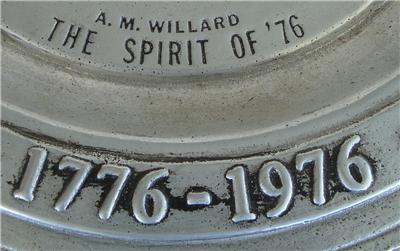 A. M. WILLARD
THE SPIRIT OF '76
1776-1976